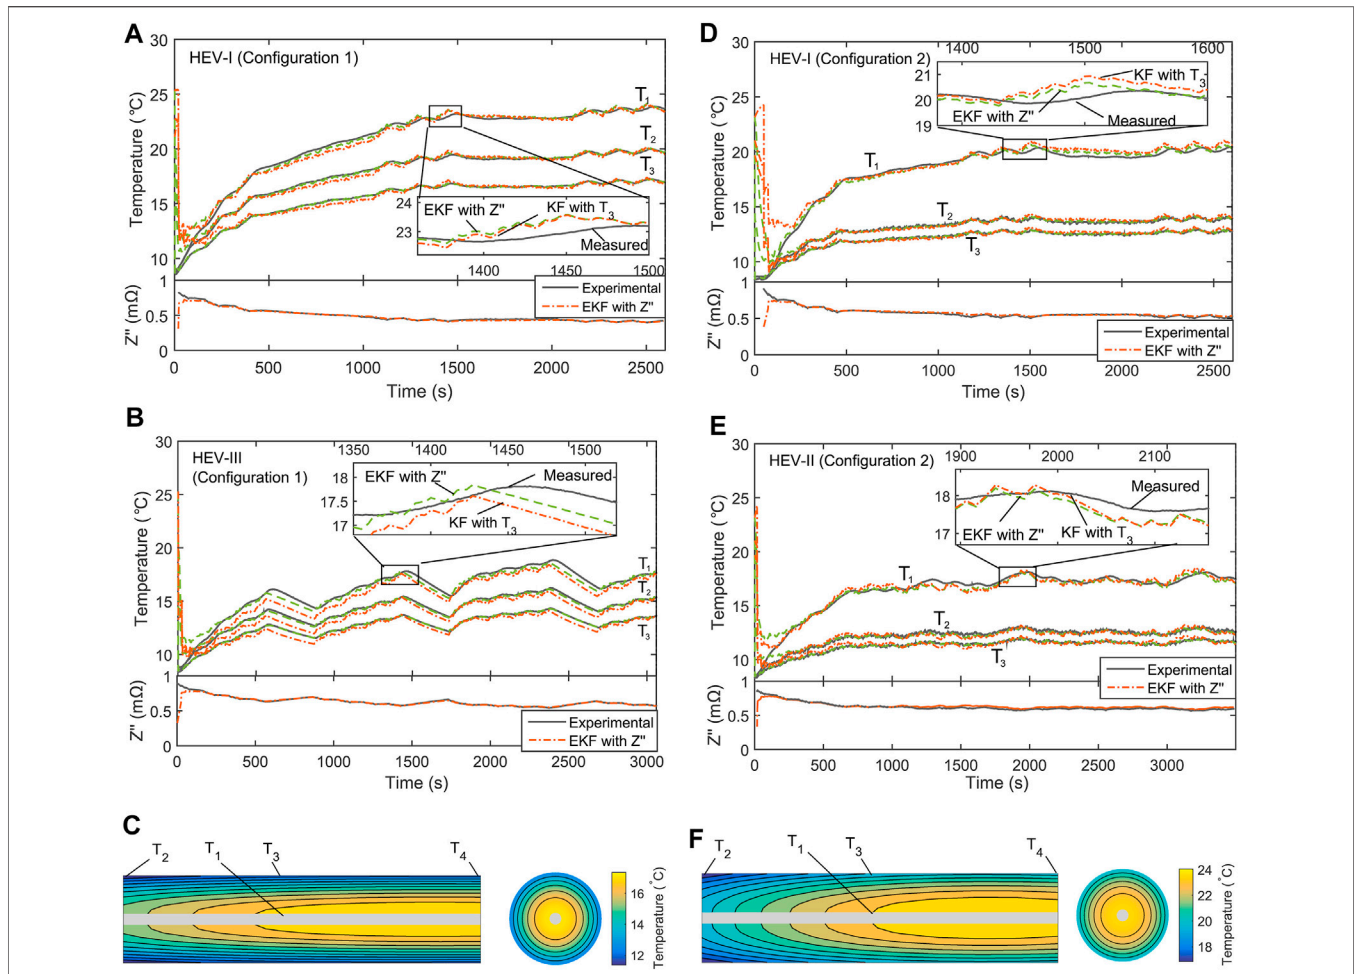 A
HEV-I (Configuration 1)
30
25
20
15
10
Temperature (°C)
T1
T2
T3
24
23
EKF with Z''
KF with T3
Measured
1400
1450
1500
1
0.5
0
Z'' (mΩ)
Experimental
EKF with Z''
0
500
1000
1500
2000
2500
Time (s)
D
HEV-I (Configuration 2)
1400
1500
1600
30
25
20
15
10
Temperature (°C)
21
20
19
KF with T3
EKF with Z''
Measured
T1
T2
T3
1
0.5
0
Z'' (mΩ)
Experimental
EKF with Z''
0
500
1000
1500
2000
2500
Time (s)
B
HEV-III
(Configuration 1)
1350
1400
1450
1500
30
25
20
15
10
Temperature (°C)
18
17.5
17
EKF with Z''
Measured
KF with T3
T1
T2
T3
1
0.5
0
Z'' (mΩ)
Experimental
EKF with Z''
0
500
1000
1500
2000
2500
3000
Time (s)
E
HEV-II (Configuration 2)
1900
2000
2100
30
25
20
15
10
Temperature (°C)
18
17
Measured
EKF with Z''
KF with T3
T1
T2
T3
1
0.5
0
Z'' (mΩ)
Experimental
EKF with Z''
0
500
1000
1500
2000
2500
3000
Time (s)
C
T2
T1
T3
T4
16
14
12
Temperature (°C)
F
T2
T1
T3
T4
24
22
20
18
Temperature (°C)